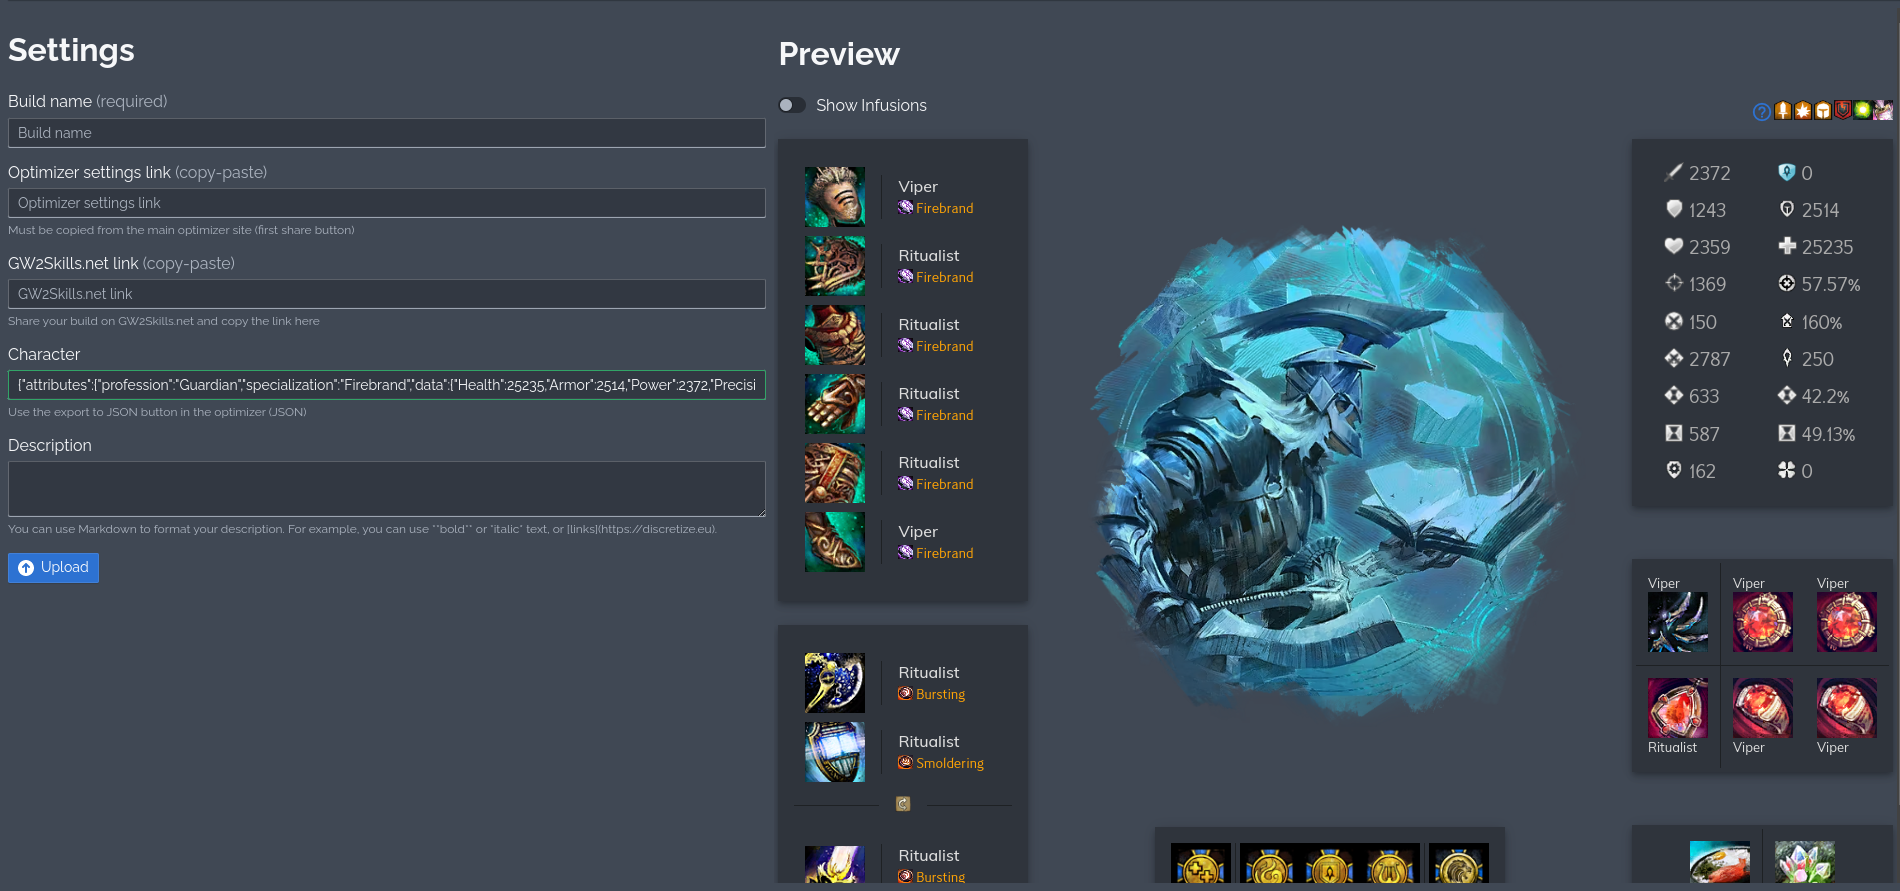 Settings
Build name (required)
Build name
Optimizer settings link (copy-paste)
Optimizer settings link
Must be copied from the main optimizer site (first share button)
GW2Skills.net link (copy-paste)
GW2Skills.net link
Share your build on GW2Skills.net and copy the link here
Character
{"attributes":{"profession":"Guardian","specialization":"Firebrand","data":{"Health":25235,"Armor":2514,"Power":2372,"Precisi
Use the export to JSON button in the optimizer (JSON)
Description
You can use Markdown to format your description. For example, you can use **bold** or *italic* text, or [links](https://discretize.eu).
Upload
Preview
Show Infusions
Viper
Firebrand
Ritualist
Firebrand
Ritualist
Firebrand
Ritualist
Firebrand
Ritualist
Firebrand
Viper
Firebrand
Ritualist
Bursting
Ritualist
Smoldering
Ritualist
Bursting
2372 0
1243 2514
2359 25235
1369 57.57%
150 160%
2787 250
633 42.2%
587 49.13%
162 0
Viper Viper Viper
Ritualist Viper Viper